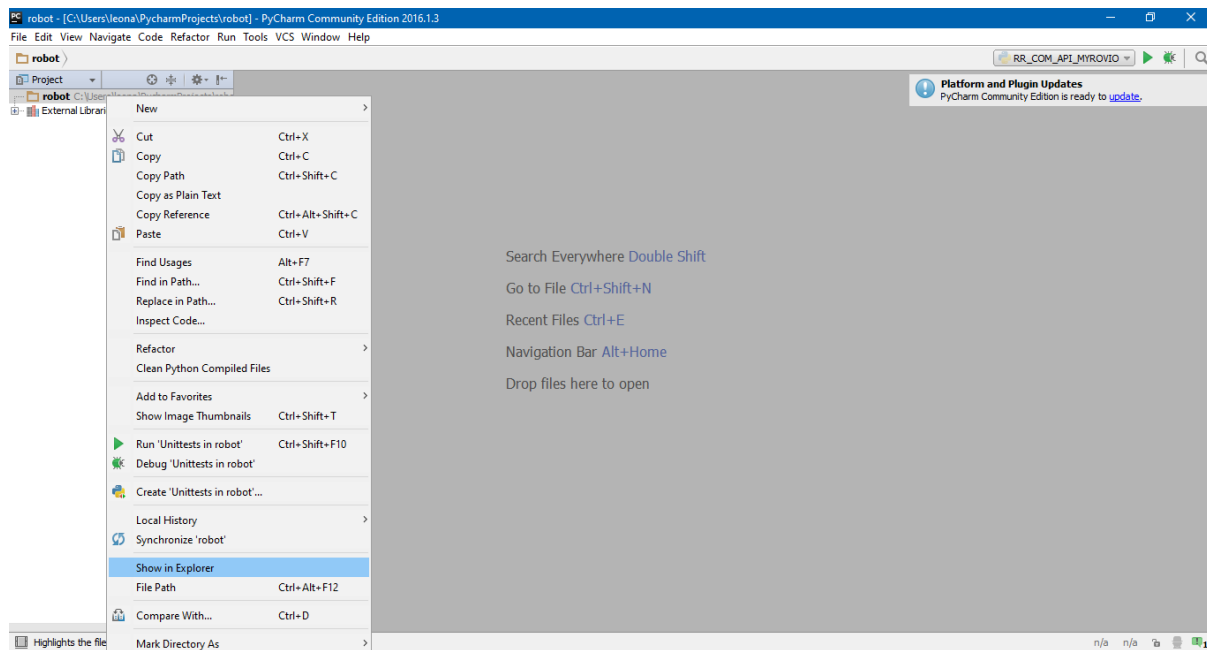 robot - [C:\Users\leona\PycharmProjects\robot] - PyCharm Community Edition 2016.1.3
File Edit View Navigate Code Refactor Run Tools VCS Window Help
robot
RR_COM_API_MYROVIO
Project
Platform and Plugin Updates
PyCharm Community Edition is ready to update.
robot
External Librari
New
Cut Ctrl+X
Copy Ctrl+C
Copy Path Ctrl+Shift+C
Copy as Plain Text
Copy Reference Ctrl+Alt+Shift+C
Paste Ctrl+V
Find Usages Alt+F7
Find in Path... Ctrl+Shift+F
Replace in Path... Ctrl+Shift+R
Inspect Code...
Refactor
Clean Python Compiled Files
Add to Favorites
Show Image Thumbnails Ctrl+Shift+T
Run 'Unittests in robot' Ctrl+Shift+F10
Debug 'Unittests in robot'
Create 'Unittests in robot'...
Local History
Synchronize 'robot'
Show in Explorer
File Path Ctrl+Alt+F12
Compare With... Ctrl+D
Mark Directory As
Search Everywhere Double Shift
Go to File Ctrl+Shift+N
Recent Files Ctrl+E
Navigation Bar Alt+Home
Drop files here to open
Highlights the file
n/a n/a 1